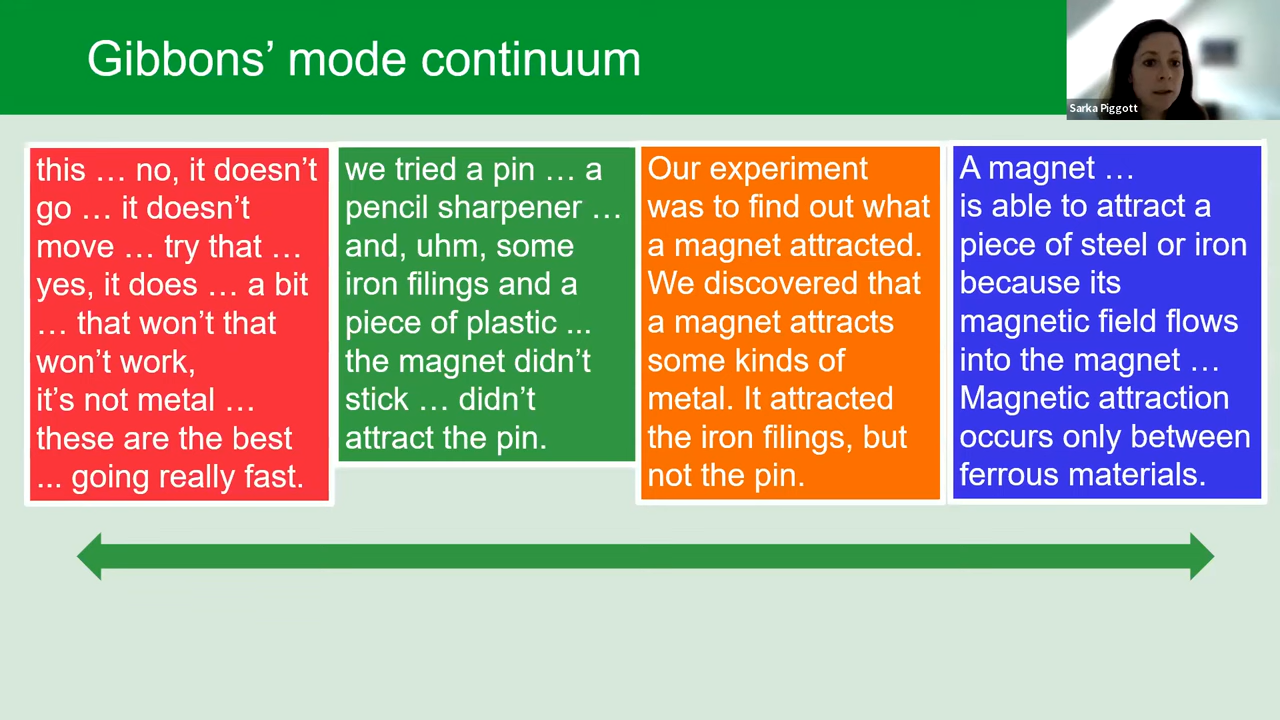 Gibbons’ mode continuum
Sarka Piggott
this … no, it doesn’t
go … it doesn’t
move … try that …
yes, it does … a bit
… that won’t that
won’t work,
it’s not metal …
these are the best
... going really fast.
we tried a pin … a
pencil sharpener …
and, uhm, some
iron filings and a
piece of plastic ...
the magnet didn’t
stick … didn’t
attract the pin.
Our experiment
was to find out what
a magnet attracted.
We discovered that
a magnet attracts
some kinds of
metal. It attracted
the iron filings, but
not the pin.
A magnet …
is able to attract a
piece of steel or iron
because its
magnetic field flows
into the magnet …
Magnetic attraction
occurs only between
ferrous materials.